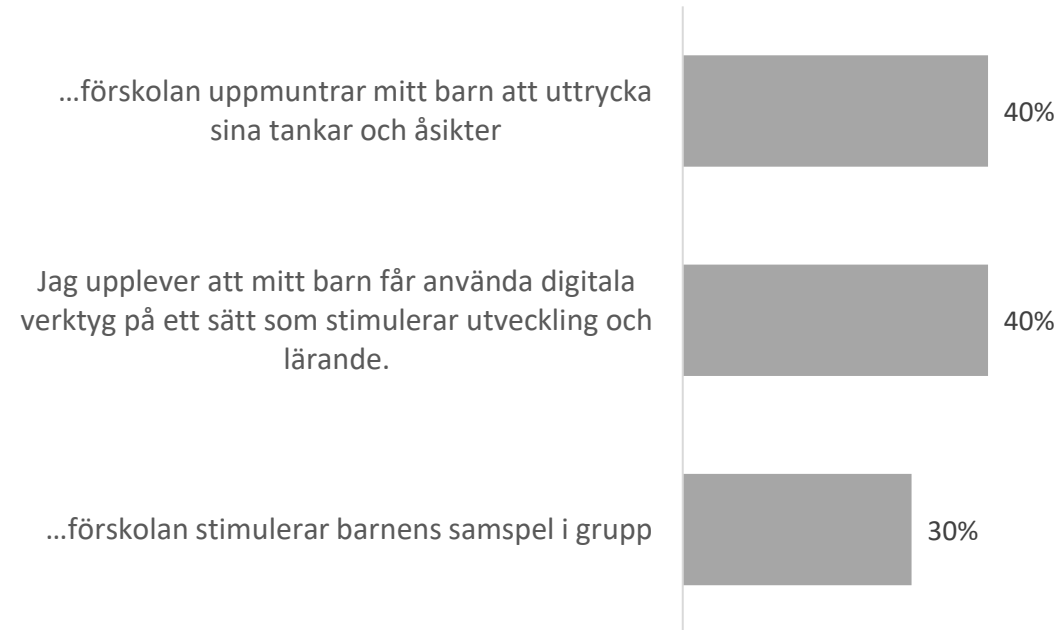 …förskolan uppmuntrar mitt barn att uttrycka
sina tankar och åsikter
40%
Jag upplever att mitt barn får använda digitala
verktyg på ett sätt som stimulerar utveckling och
lärande.
40%
…förskolan stimulerar barnens samspel i grupp
30%